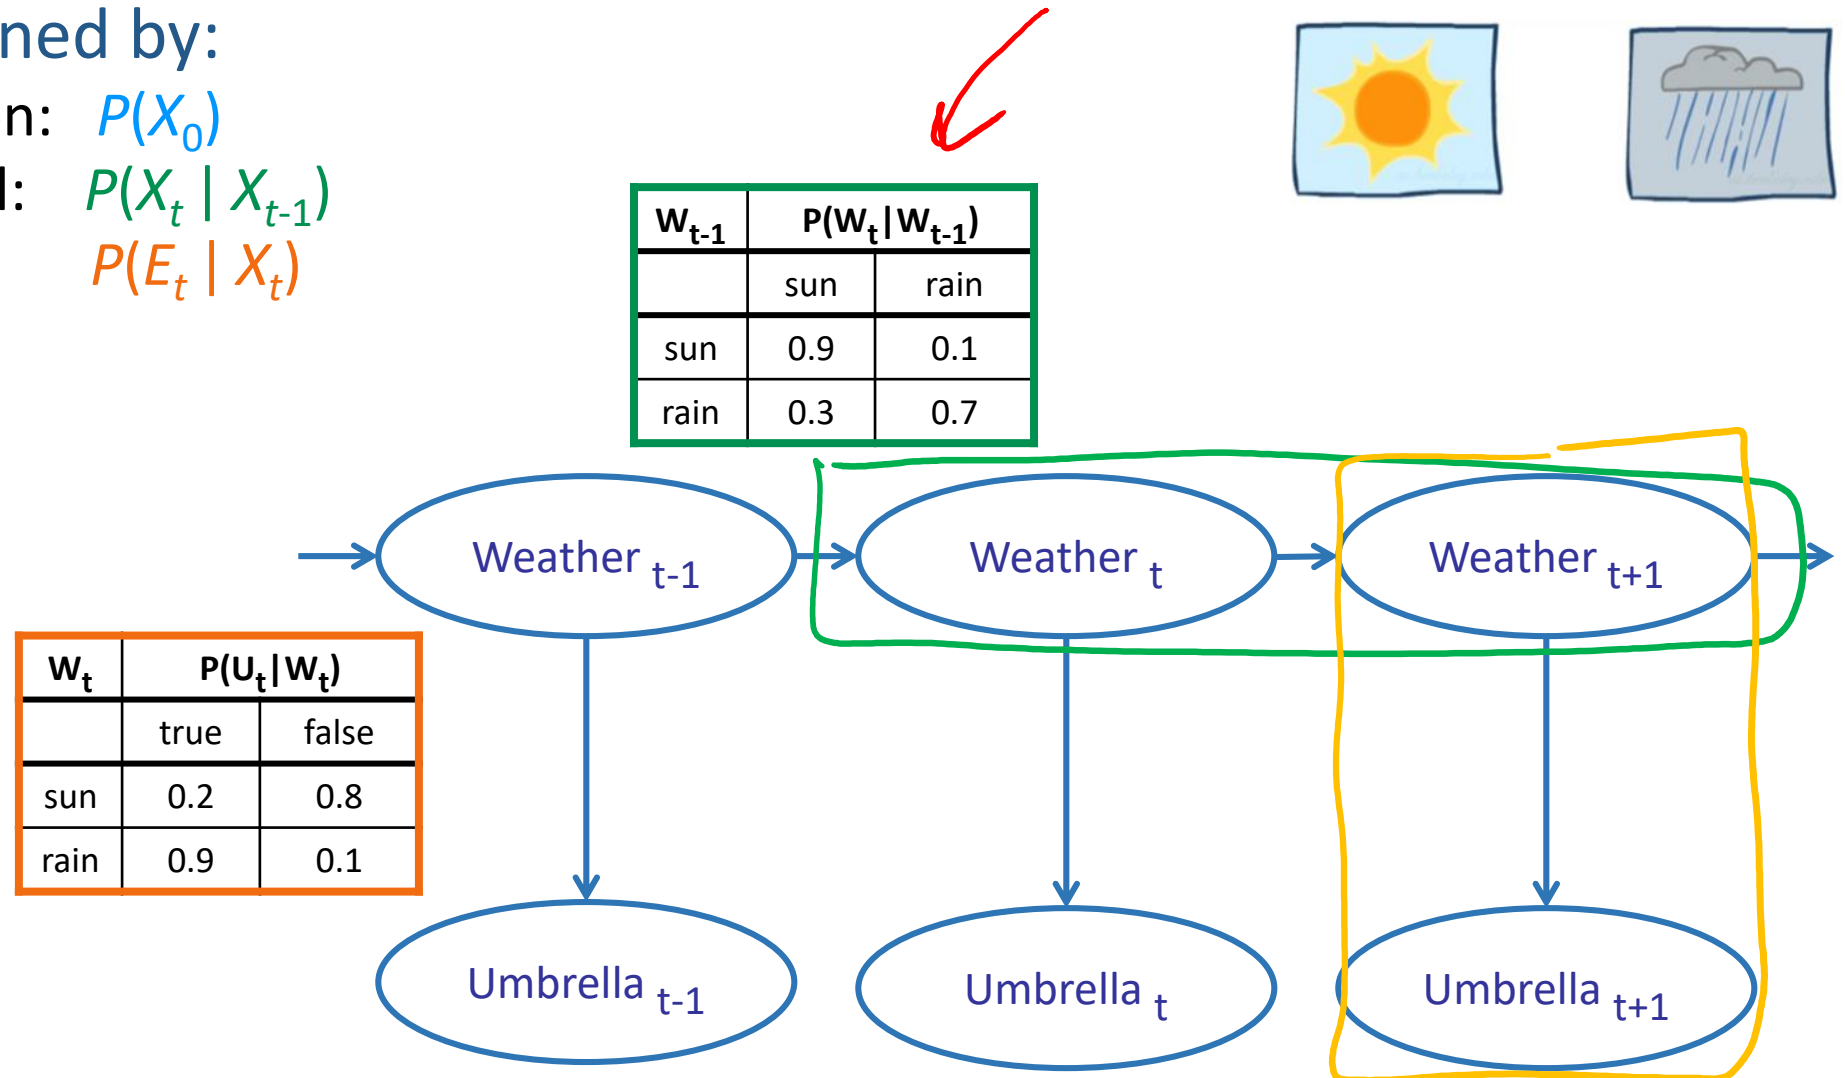 ned by:
n: P(X0)
l: P(Xt | Xt-1)
P(Et | Xt)
Wt-1 P(Wt|Wt-1)
sun rain
sun 0.9 0.1
rain 0.3 0.7
Weather t-1 Weather t Weather t+1
Wt P(Ut|Wt)
true false
sun 0.2 0.8
rain 0.9 0.1
Umbrella t-1 Umbrella t Umbrella t+1